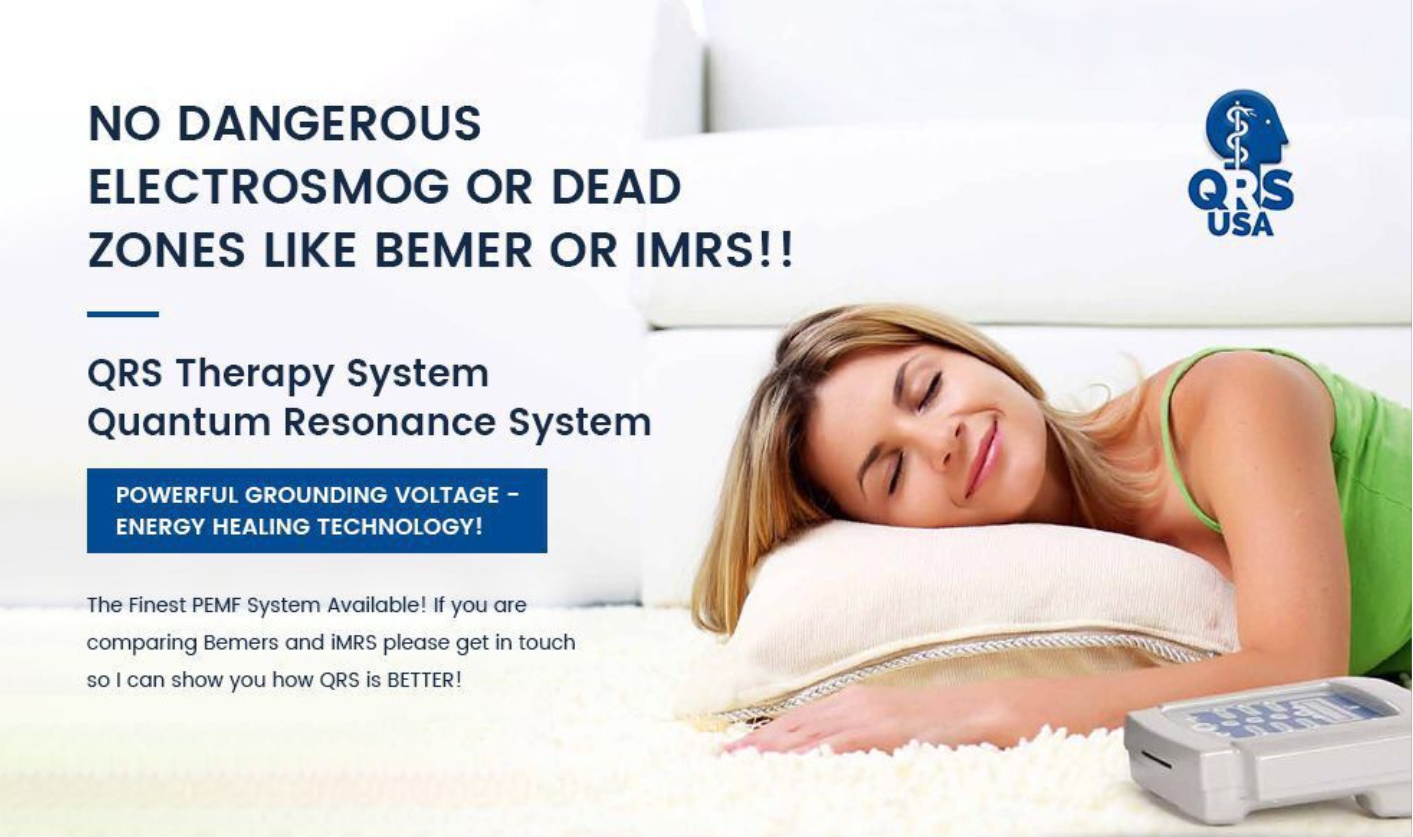 NO DANGEROUS
ELECTROSMOG OR DEAD
ZONES LIKE BEMER OR IMRS!!
QRS
USA
QRS Therapy System
Quantum Resonance System
POWERFUL GROUNDING VOLTAGE -
ENERGY HEALING TECHNOLOGY!
The Finest PEMF System Available! If you are
comparing Bemers and iMRS please get in touch
so I can show you how QRS is BETTER!